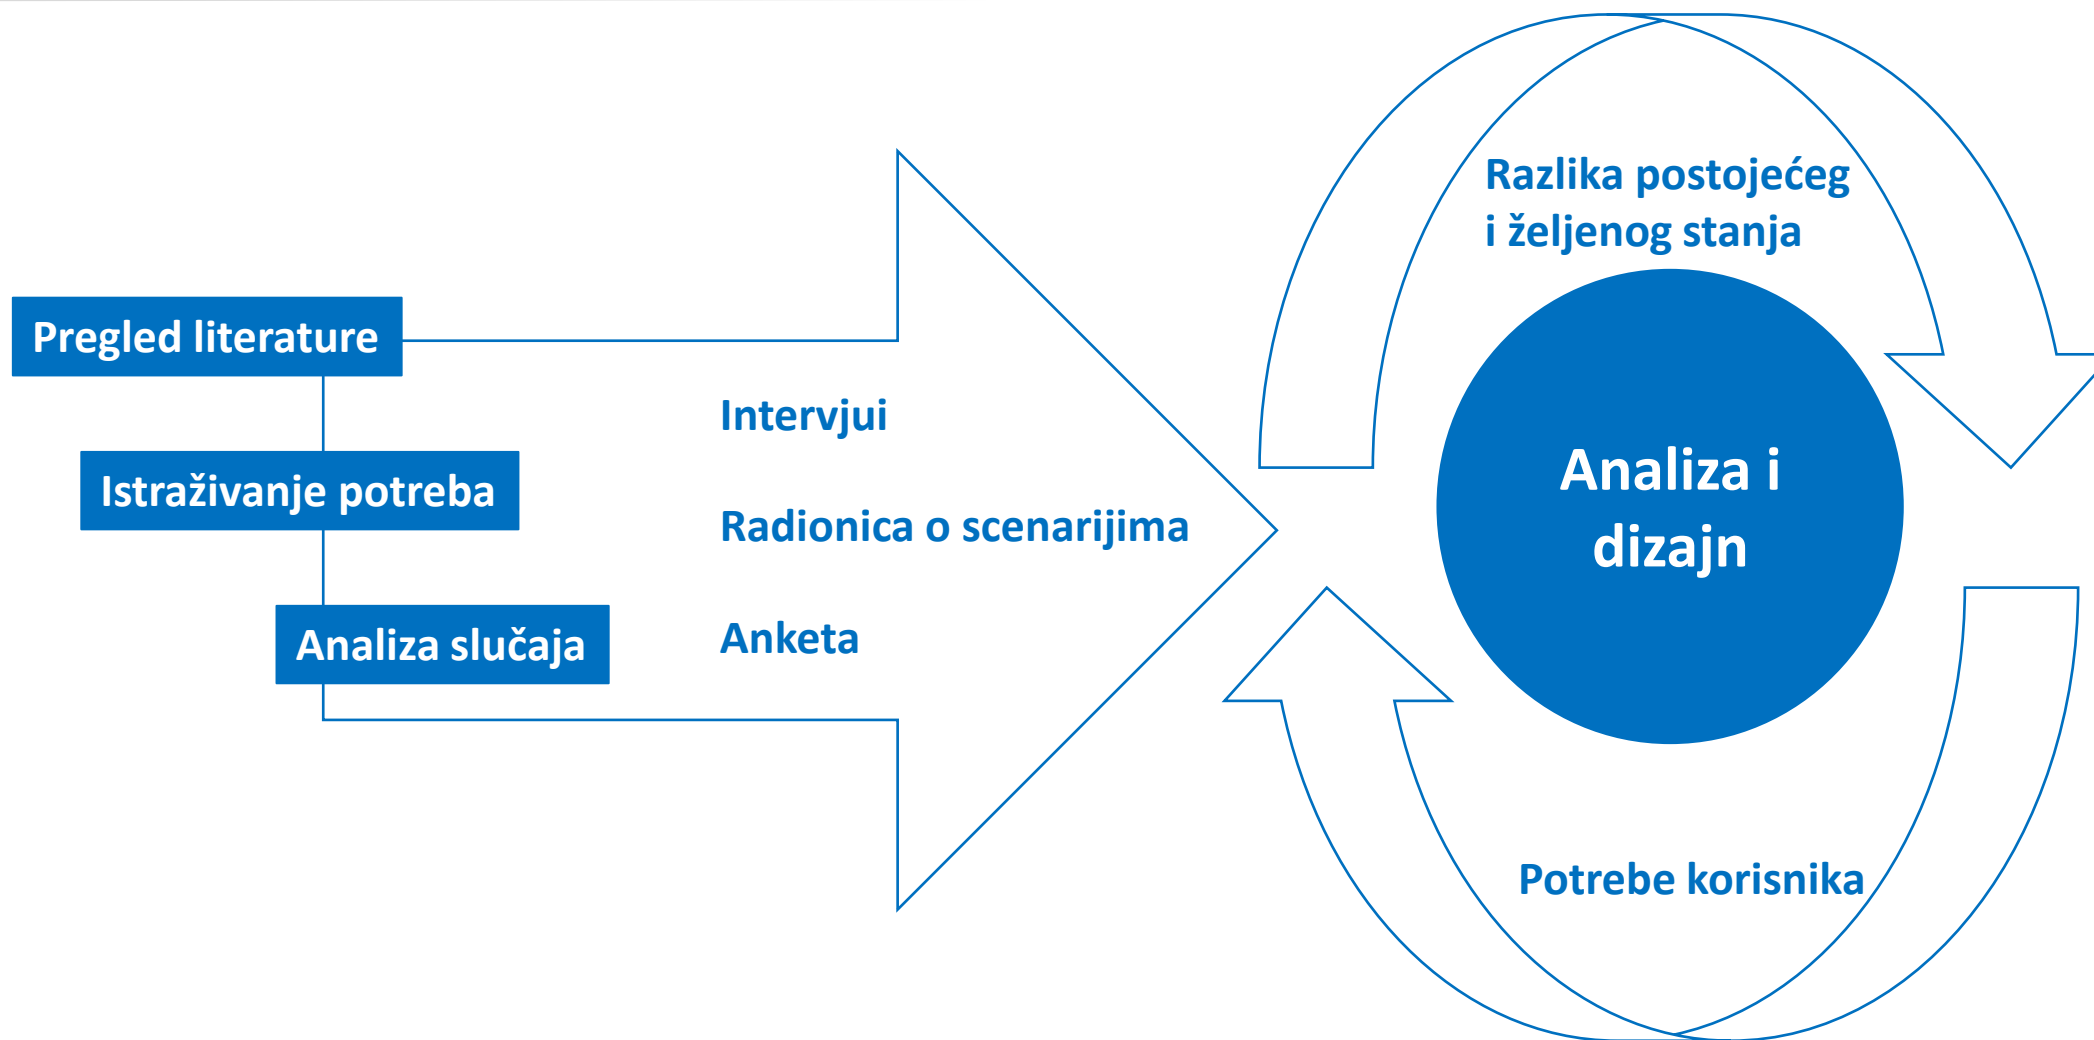 Pregled literature
Istraživanje potreba
Analiza slučaja
Intervjui
Radionica o scenarijima
Anketa
Razlika postojećeg
i željenog stanja
Analiza i
dizajn
Potrebe korisnika